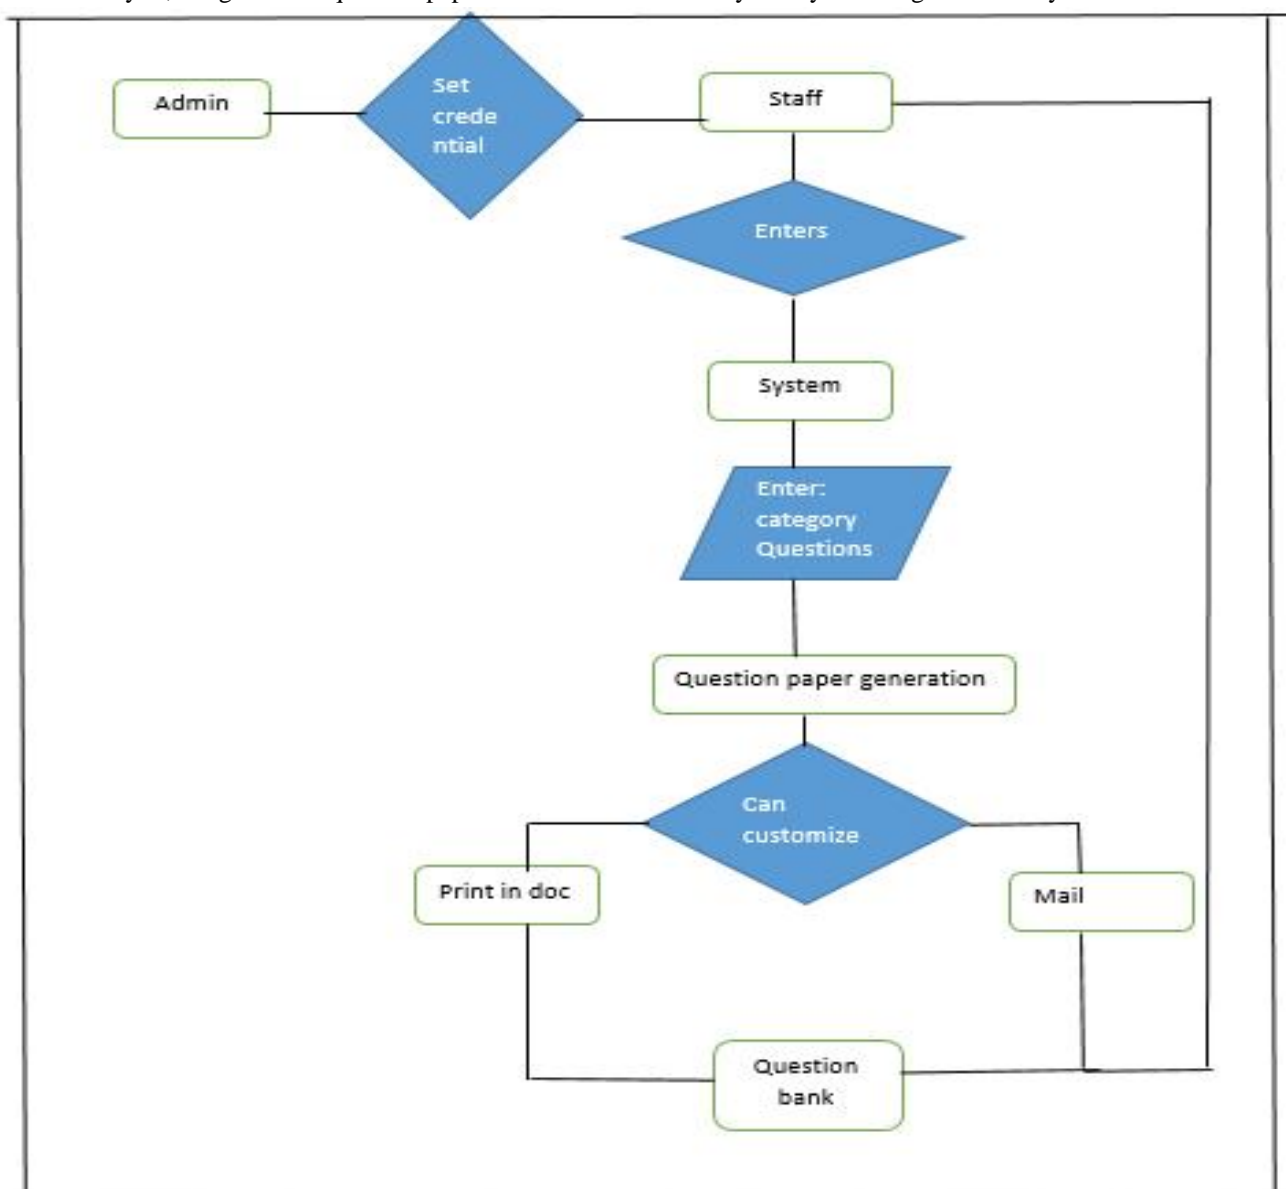 Admin
Set
crede
ntial
Staff
Enters
System
Enter:
category
Questions
Question paper generation
Can
customize
Print in doc
Mail
Question
bank